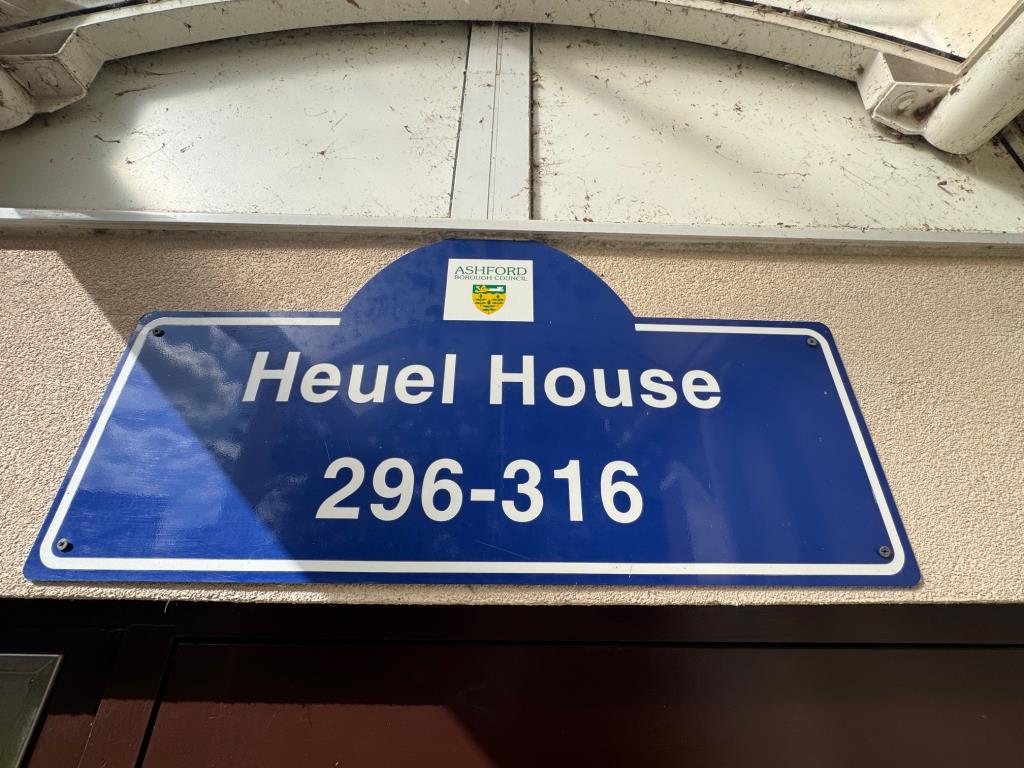 ASHFORD
BOROUGH COUNCIL
Heuel House
296-316